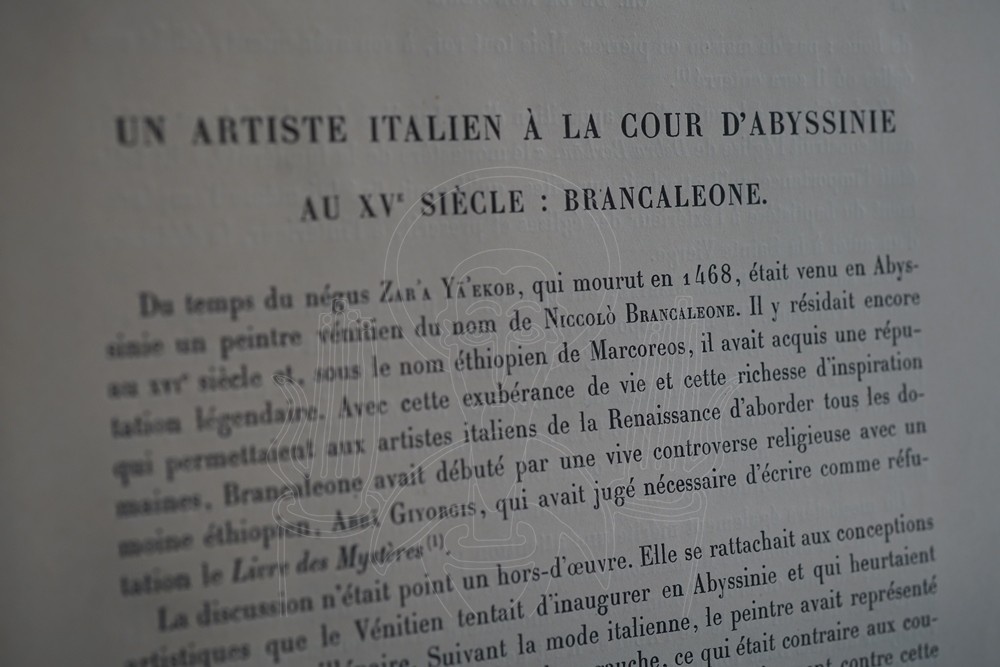 UN ARTISTE ITALIEN À LA COUR D'ABYSSINIE
AU XVᵉ SIÈCLE : BRANCALEONE.
Du temps du négus Zar'a Yā'ekob, qui mourut en 1468, était venu en Abys-
sinie un peintre vénitien du nom de Niccolò Brancaleone. Il y résidait encore
au xviᵉ siècle et, sous le nom éthiopien de Marcoreos, il avait acquis une répu-
tation légendaire. Avec cette exubérance de vie et cette richesse d'inspiration
qui permettaient aux artistes italiens de la Renaissance d'aborder tous les do-
maines, Brancaleone avait débuté par une vive controverse religieuse avec un
moine éthiopien, Abbā Giyorgis, qui avait jugé nécessaire d'écrire comme réfu-
tation le Livre des Mystères⁽¹⁾.
La discussion n'était point un hors-d'œuvre. Elle se rattachait aux conceptions
artistiques que le Vénitien tentait d'inaugurer en Abyssinie et qui heurtaient
Suivant la mode italienne, le peintre avait représenté
ce qui était contraire aux cou-
contre cette